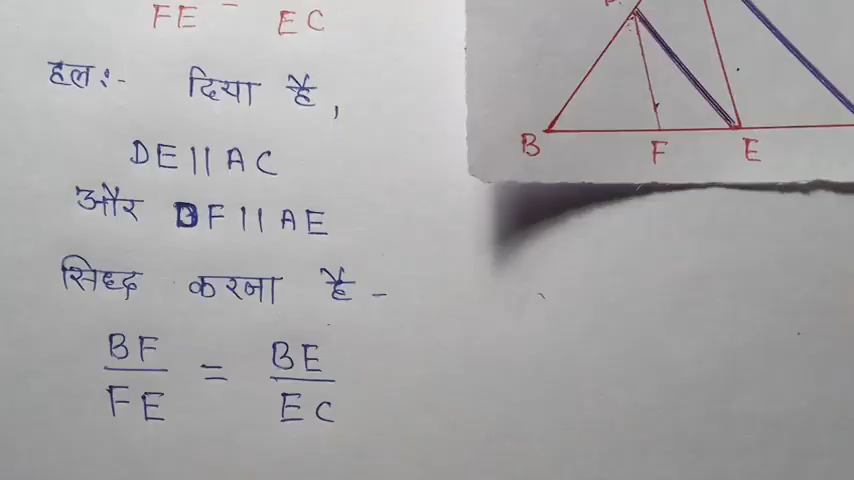 FE = EC
हल:- दिया है,
DE||AC
और DF||AE
सिध्द करना है -
BF = BE
FE EC
B F E